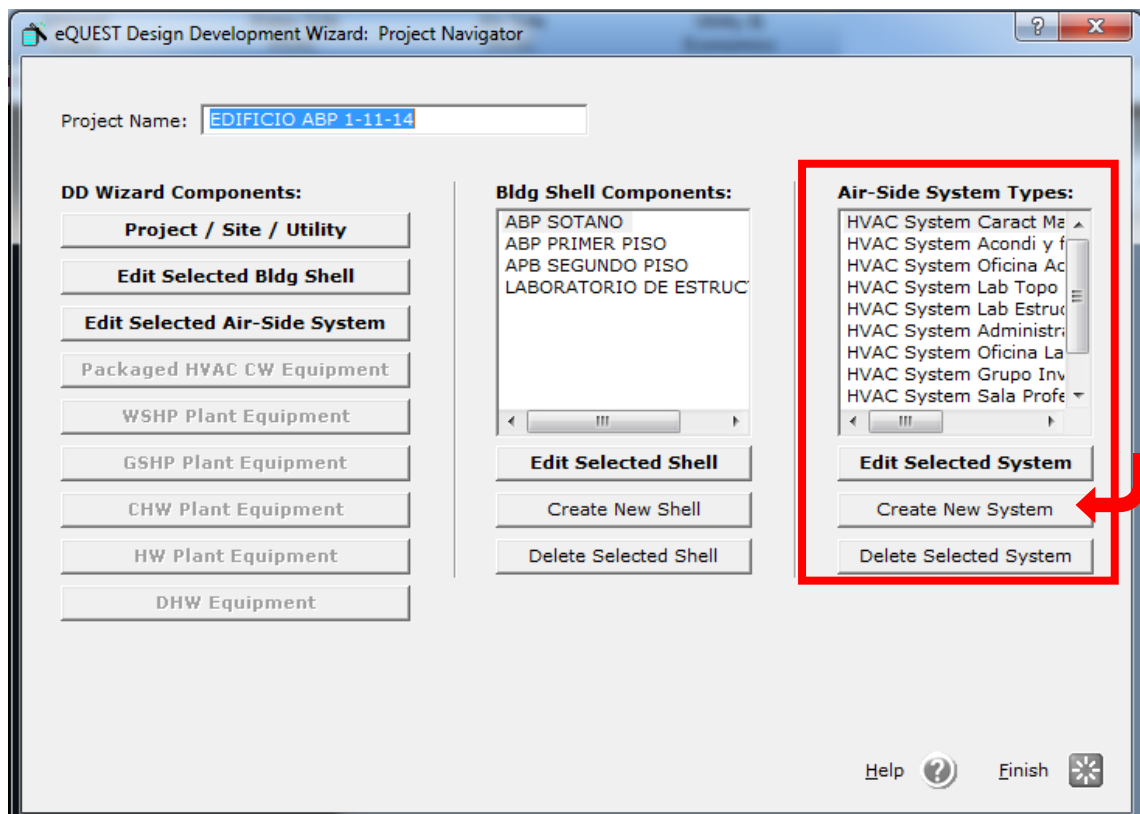 eQUEST Design Development Wizard: Project Navigator
Project Name: EDIFICIO ABP 1-11-14
DD Wizard Components:
Project / Site / Utility
Edit Selected Bldg Shell
Edit Selected Air-Side System
Packaged HVAC CW Equipment
WSHP Plant Equipment
GSHP Plant Equipment
CHW Plant Equipment
HW Plant Equipment
DHW Equipment
Bldg Shell Components:
ABP SOTANO
ABP PRIMER PISO
APB SEGUNDO PISO
LABORATORIO DE ESTRUC
Edit Selected Shell
Create New Shell
Delete Selected Shell
Air-Side System Types:
HVAC System Caract Ma
HVAC System Acondi y f
HVAC System Oficina Ac
HVAC System Lab Topo
HVAC System Lab Estruc
HVAC System Administra
HVAC System Oficina La
HVAC System Grupo Inv
HVAC System Sala Profe
Edit Selected System
Create New System
Delete Selected System
Help ?
Finish